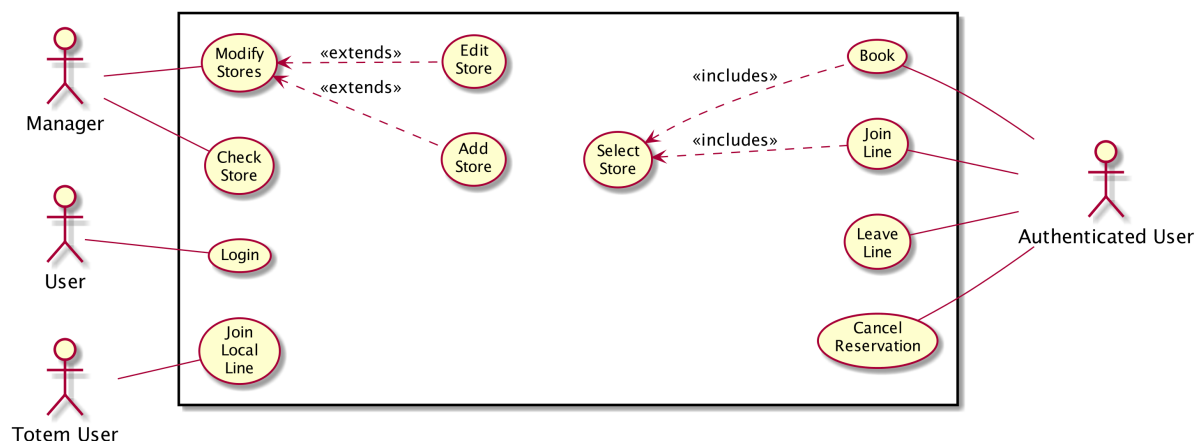 Manager
User
Totem User
Modify
Stores
«extends»
Edit
Store
«extends»
Add
Store
Check
Store
Login
Join
Local
Line
Select
Store
«includes»
«includes»
Book
Join
Line
Leave
Line
Cancel
Reservation
Authenticated User